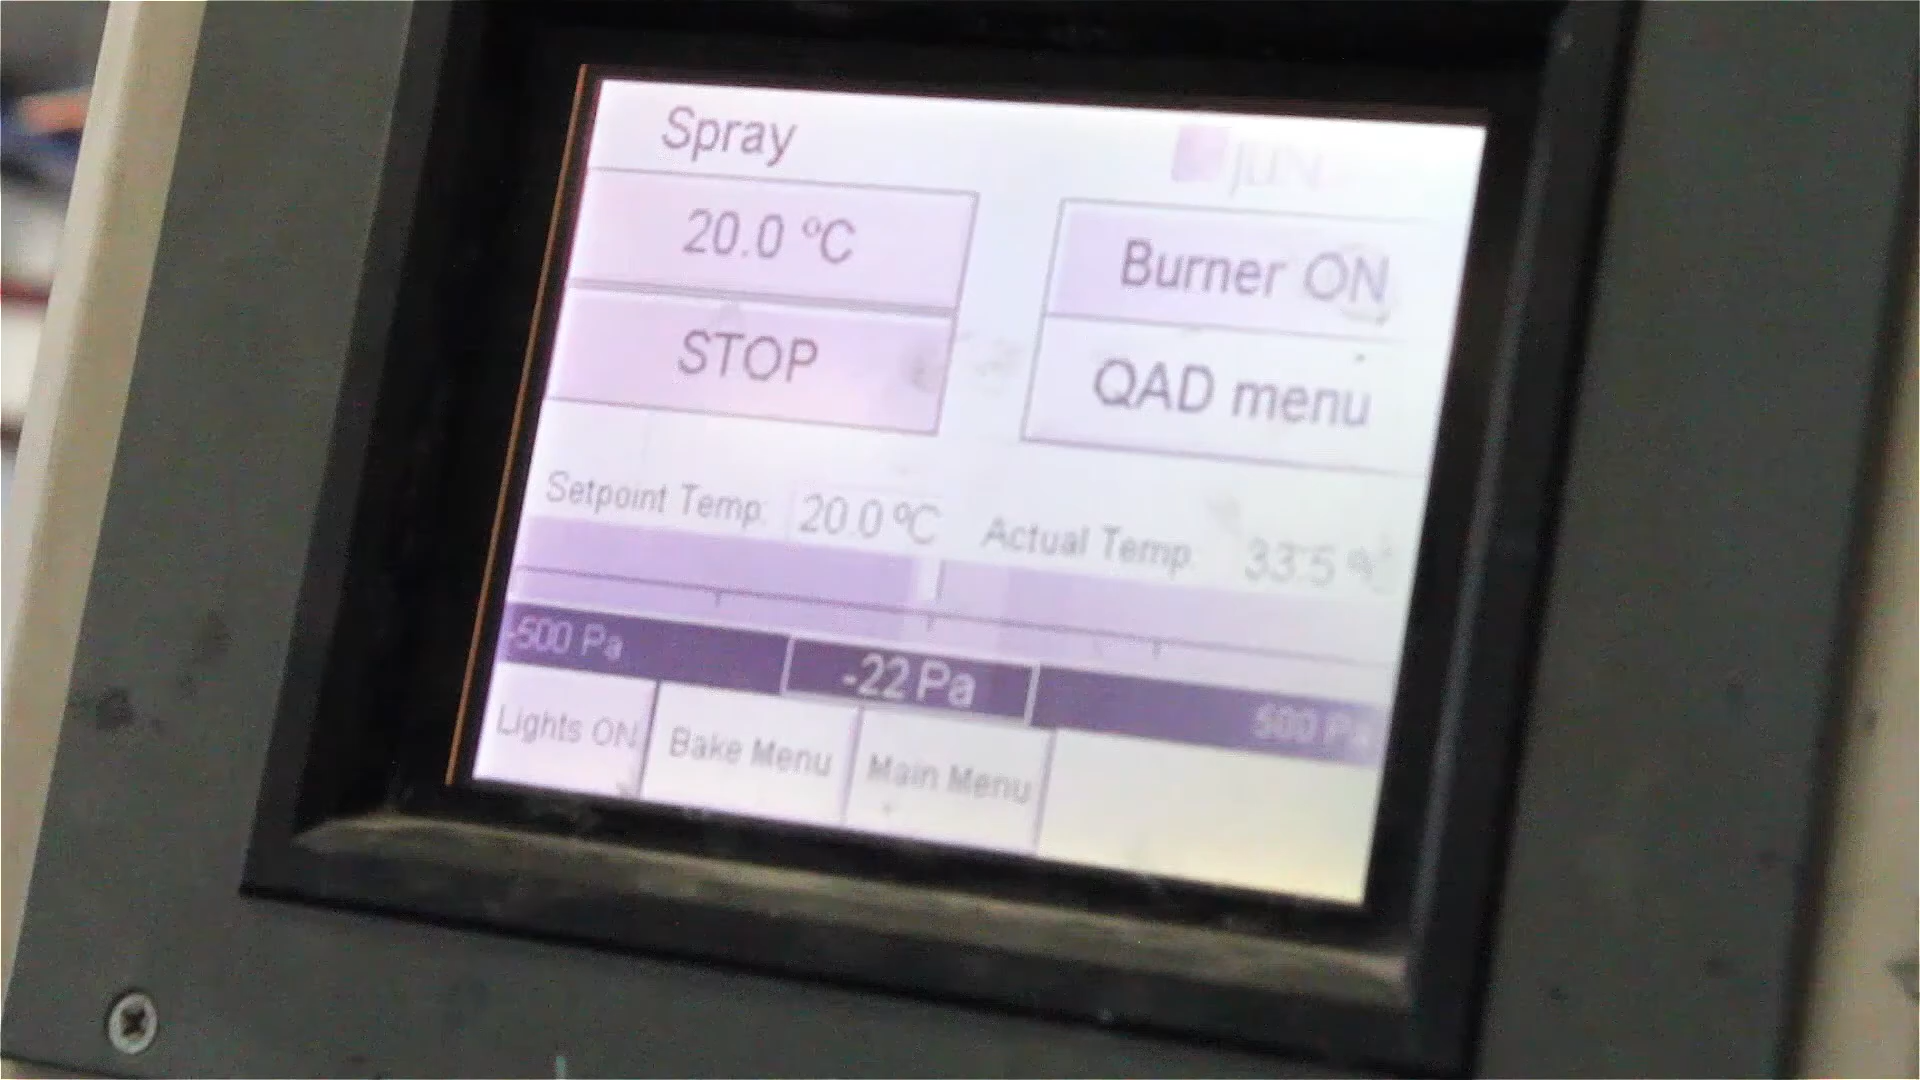 Spray
20.0 °C
STOP
Burner ON
QAD menu
Setpoint Temp: 20.0 ºC Actual Temp: 33.5 ºC
-500 Pa -22 Pa 500 Pa
Lights ON Bake Menu Main Menu